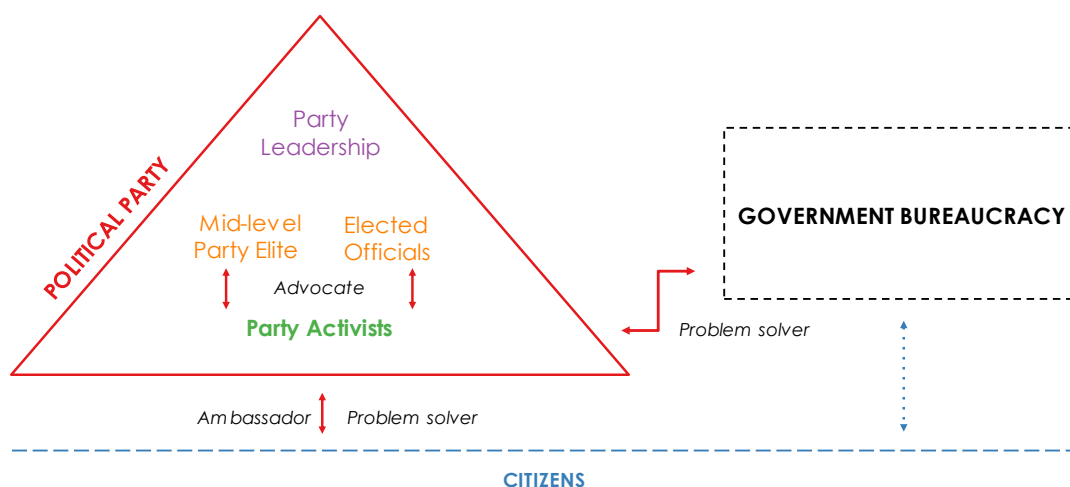 Party
Leadership
POLITICAL PARTY
Mid-level
Party Elite
Elected
Officials
Advocate
Party Activists
GOVERNMENT BUREAUCRACY
Problem solver
Ambassador
Problem solver
CITIZENS